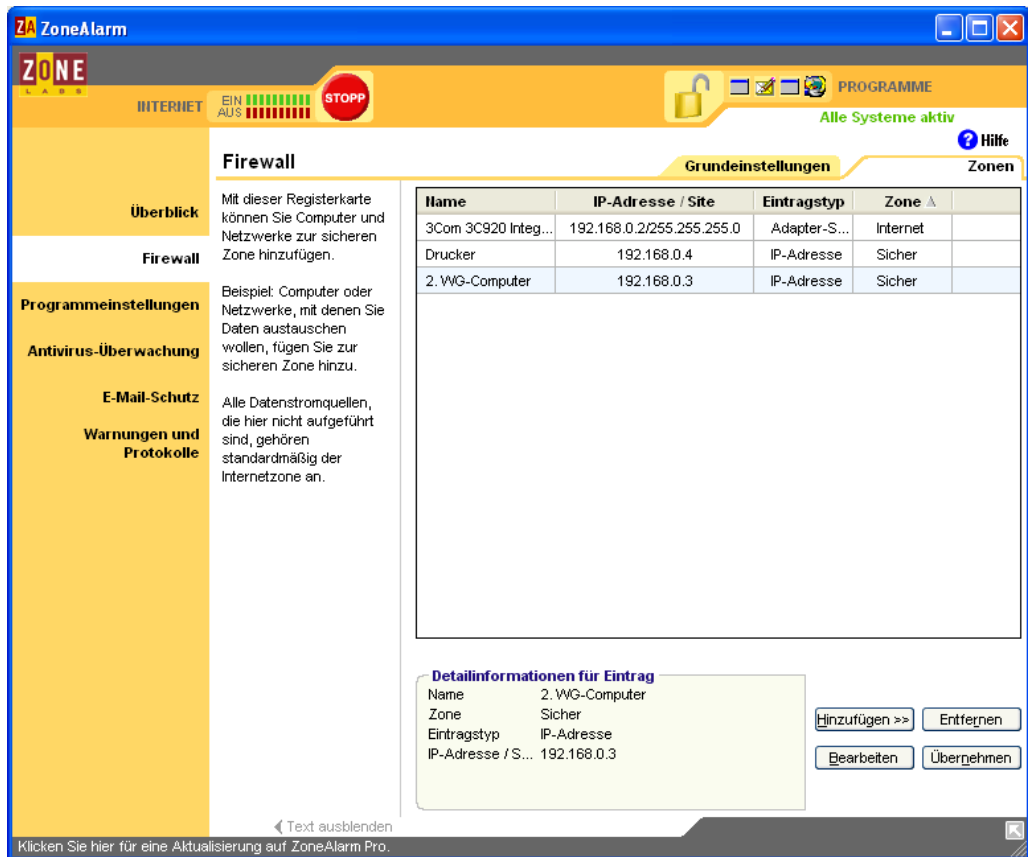 ZA ZoneAlarm
ZONE
LABS
INTERNET
EIN
AUS
STOPP
PROGRAMME
Alle Systeme aktiv
? Hilfe
Firewall
Grundeinstellungen
Zonen
Überblick
Firewall
Programmeinstellungen
Antivirus-Überwachung
E-Mail-Schutz
Warnungen und
Protokolle
Mit dieser Registerkarte
können Sie Computer und
Netzwerke zur sicheren
Zone hinzufügen.
Beispiel: Computer oder
Netzwerke, mit denen Sie
Daten austauschen
wollen, fügen Sie zur
sicheren Zone hinzu.
Alle Datenstromquellen,
die hier nicht aufgeführt
sind, gehören
standardmäßig der
Internetzone an.
Name IP-Adresse / Site Eintragstyp Zone
3Com 3C920 Integ... 192.168.0.2/255.255.255.0 Adapter-S... Internet
Drucker 192.168.0.4 IP-Adresse Sicher
2. WG-Computer 192.168.0.3 IP-Adresse Sicher
Detailinformationen für Eintrag
Name 2. WG-Computer
Zone Sicher
Eintragstyp IP-Adresse
IP-Adresse / S... 192.168.0.3
Hinzufügen >> Entfernen
Bearbeiten Übernehmen
Text ausblenden
Klicken Sie hier für eine Aktualisierung auf ZoneAlarm Pro.